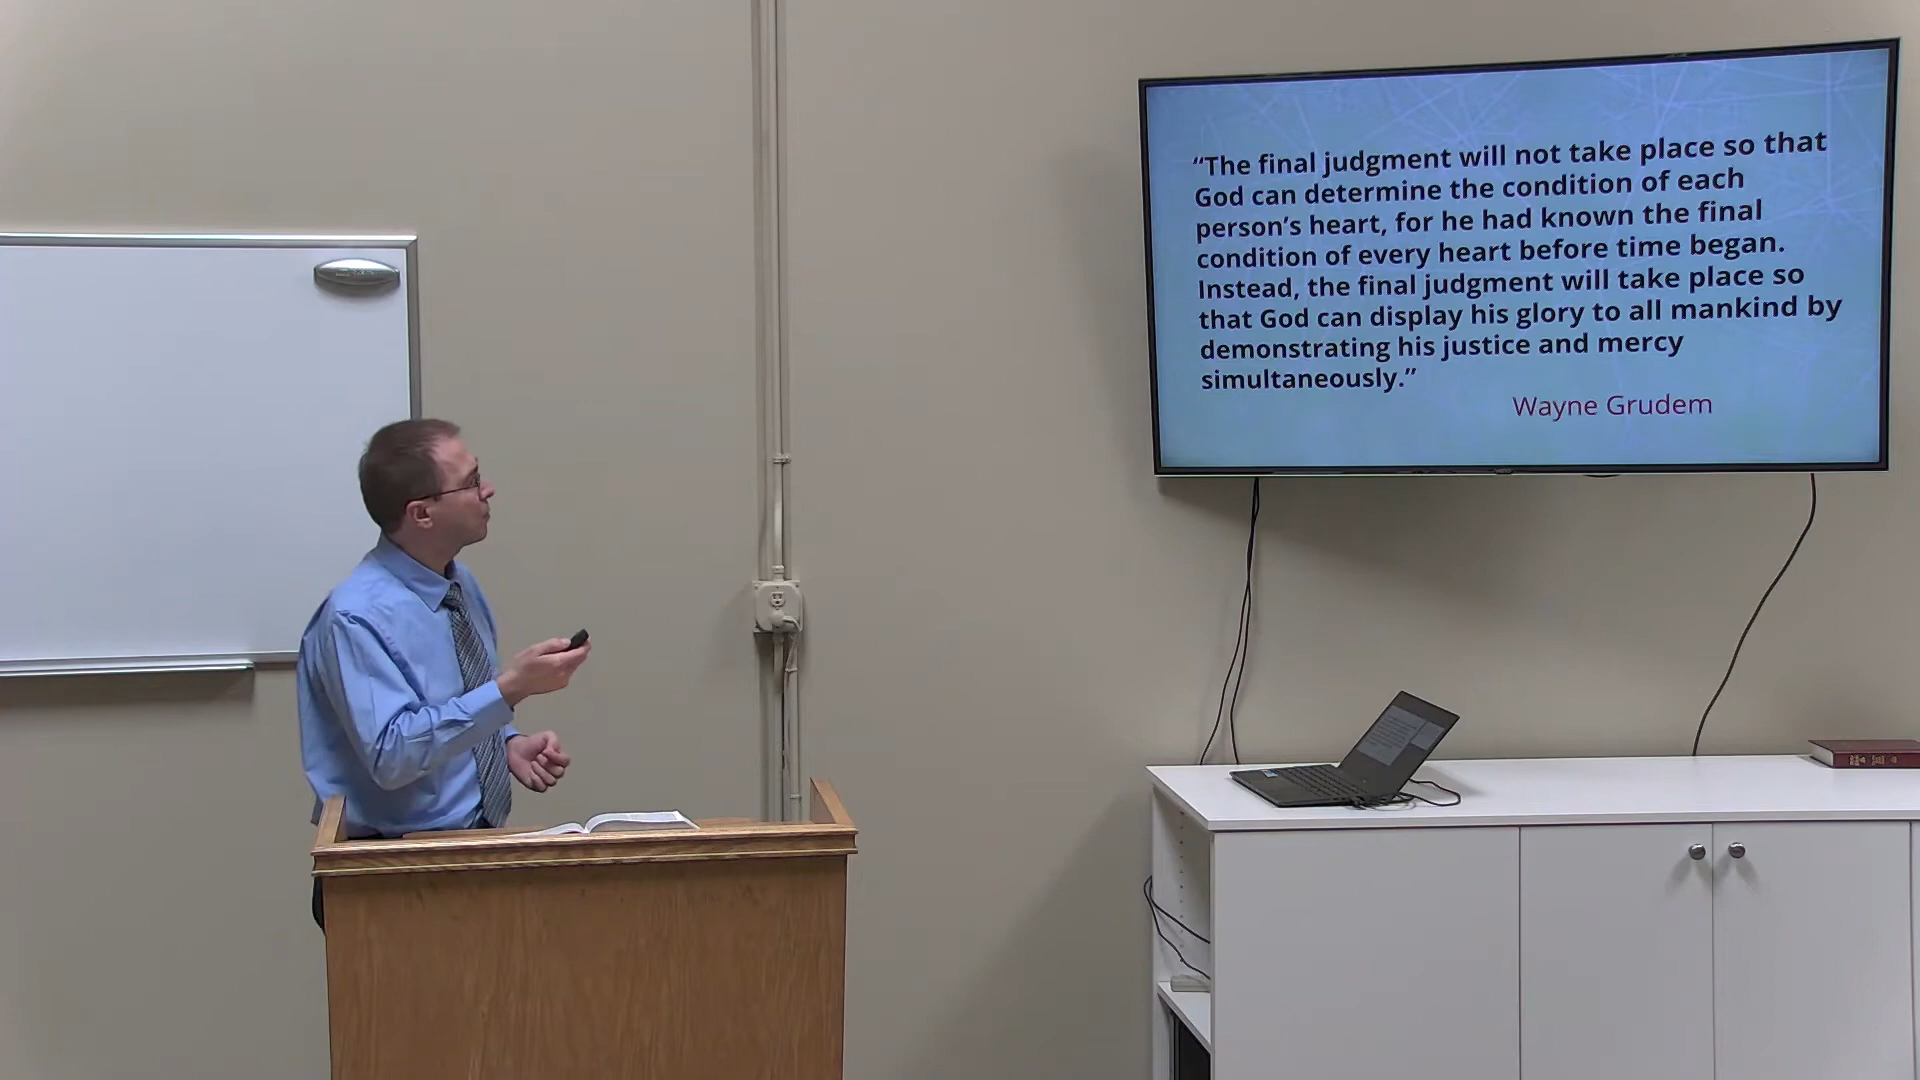 “The final judgment will not take place so that
God can determine the condition of each
person’s heart, for he had known the final
condition of every heart before time began.
Instead, the final judgment will take place so
that God can display his glory to all mankind by
demonstrating his justice and mercy
simultaneously.”
Wayne Grudem